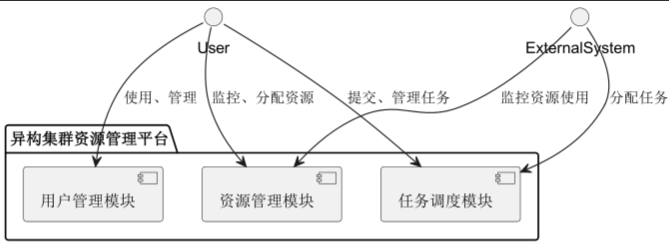 User
ExternalSystem
使用、管理
监控、分配资源
提交、管理任务
监控资源使用
分配任务
异构集群资源管理平台
用户管理模块
资源管理模块
任务调度模块